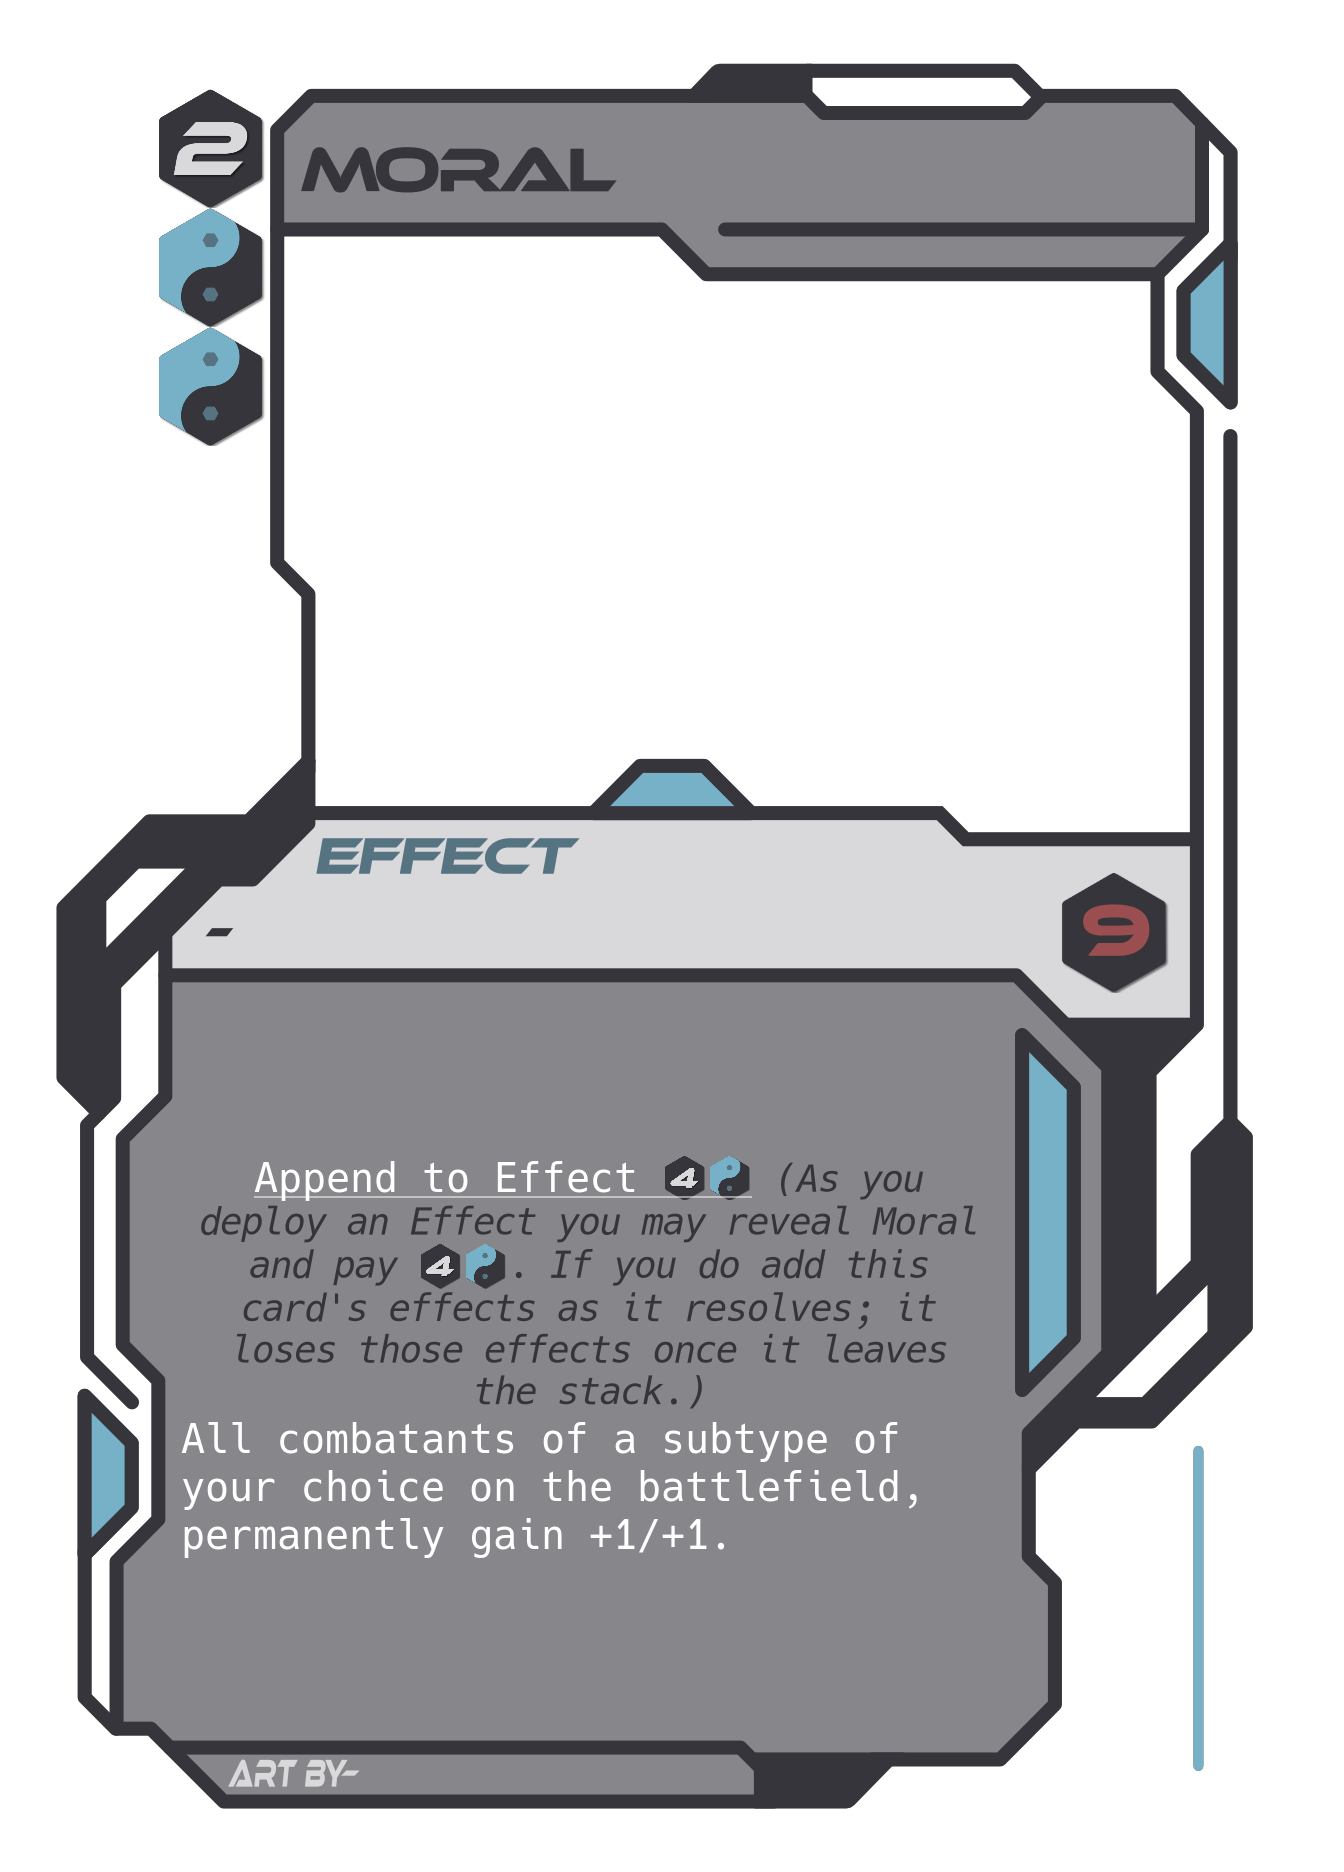 2
MORAL
EFFECT
-
9
Append to Effect 4 (As you
deploy an Effect you may reveal Moral
and pay 4 . If you do add this
card's effects as it resolves; it
loses those effects once it leaves
the stack.)
All combatants of a subtype of
your choice on the battlefield,
permanently gain +1/+1.
ART BY-